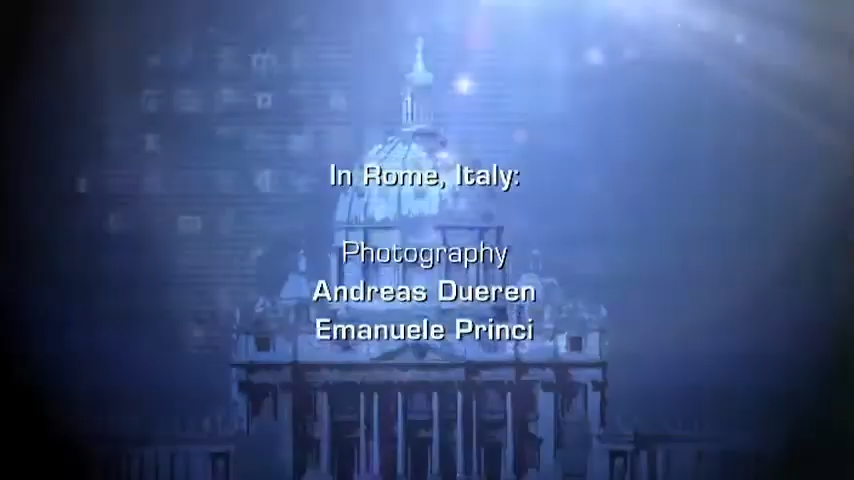 In Rome, Italy:
Photography
Andreas Dueren
Emanuele Princi